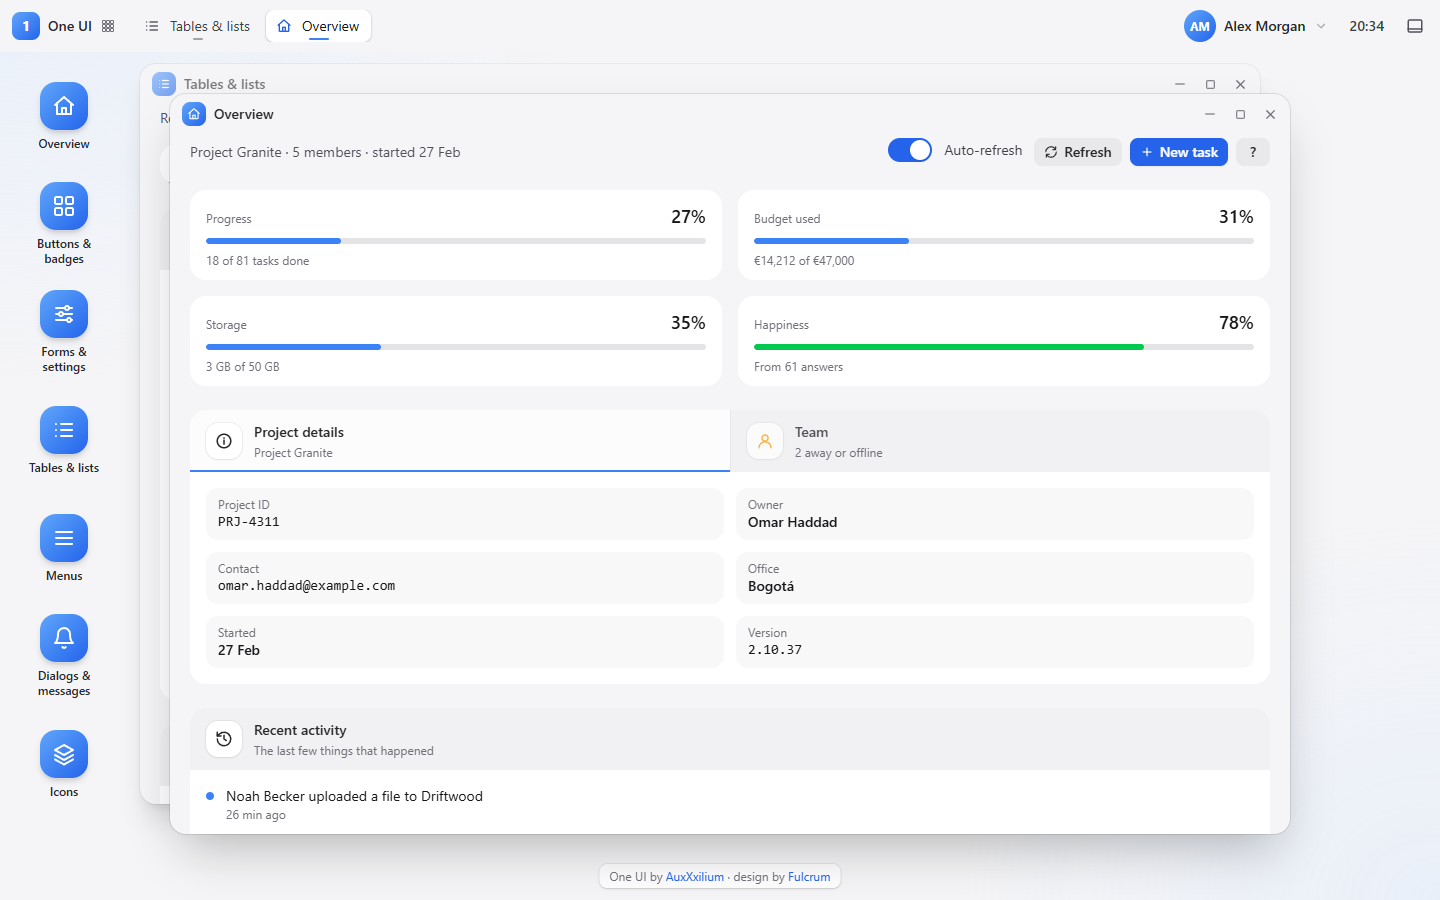 1 One UI
Tables & lists
Overview
AM Alex Morgan
20:34
Overview
Buttons &
badges
Forms &
settings
Tables & lists
Menus
Dialogs &
messages
Icons
Tables & lists
Overview
Project Granite · 5 members · started 27 Feb
Auto-refresh
Refresh
+ New task
?
Progress
27%
18 of 81 tasks done
Budget used
31%
€14,212 of €47,000
Storage
35%
3 GB of 50 GB
Happiness
78%
From 61 answers
Project details
Project Granite
Team
2 away or offline
Project ID
PRJ-4311
Owner
Omar Haddad
Contact
omar.haddad@example.com
Office
Bogotá
Started
27 Feb
Version
2.10.37
Recent activity
The last few things that happened
Noah Becker uploaded a file to Driftwood
26 min ago
One UI by AuxXxilium · design by Fulcrum